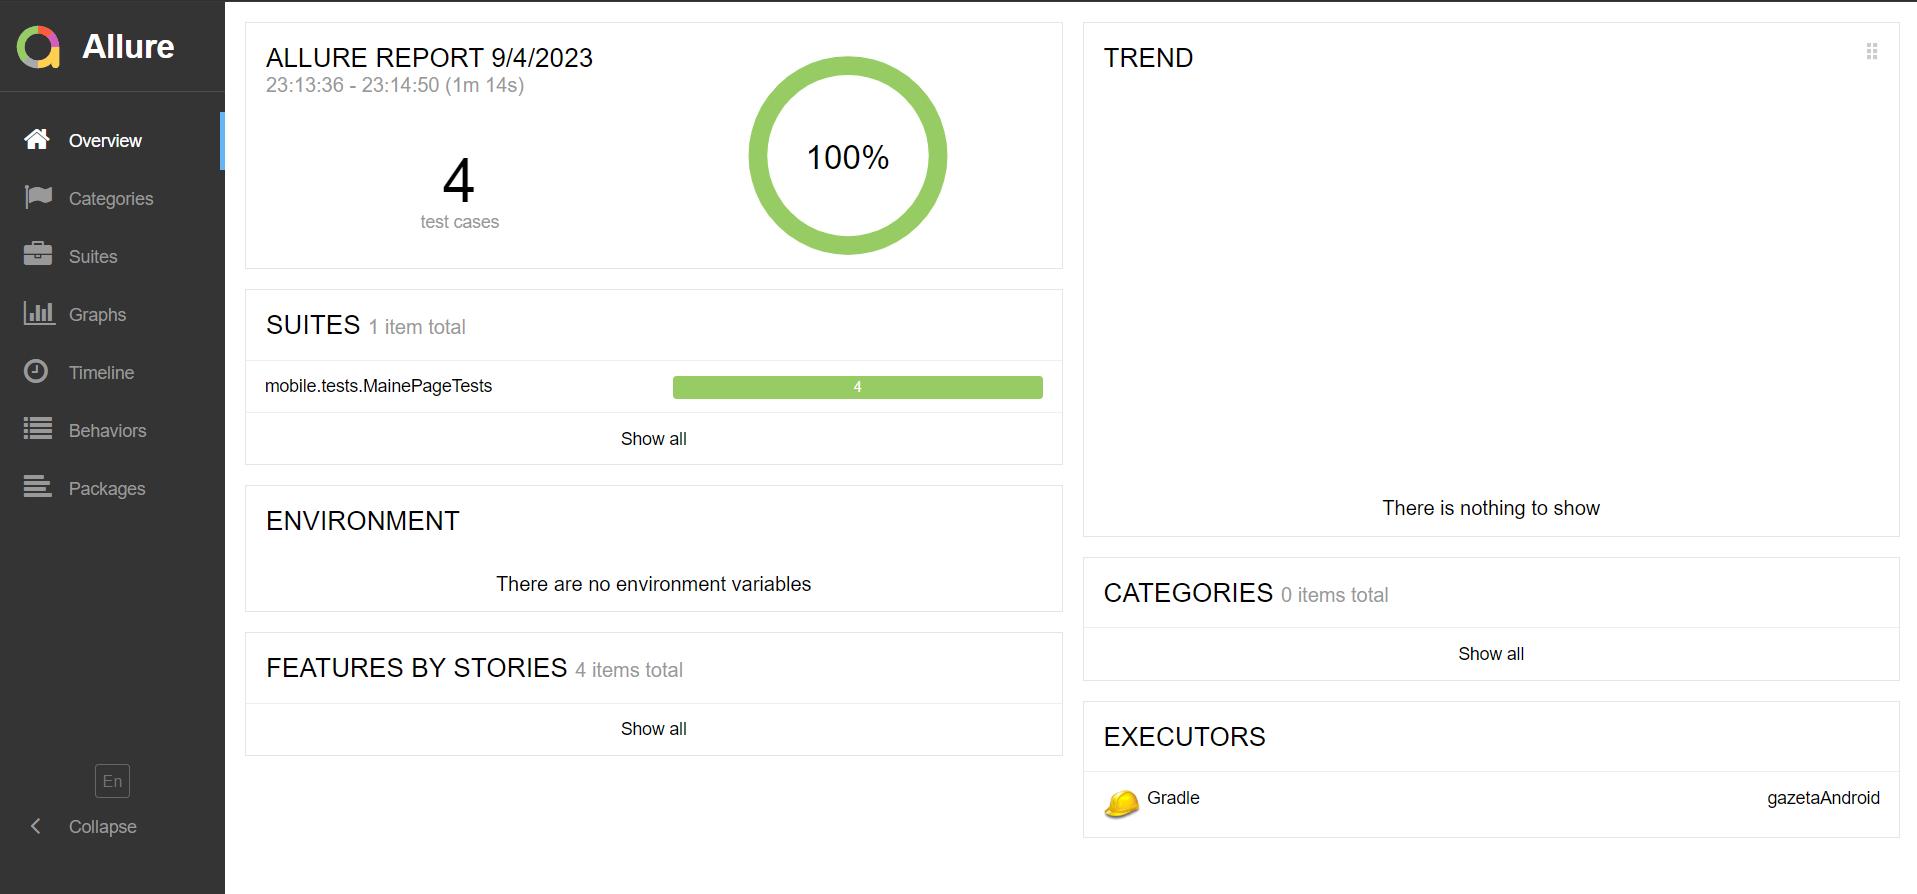 Allure
Overview
Categories
Suites
Graphs
Timeline
Behaviors
Packages
En
Collapse
ALLURE REPORT 9/4/2023
23:13:36 - 23:14:50 (1m 14s)
4
test cases
100%
SUITES 1 item total
mobile.tests.MainePageTests 4
Show all
ENVIRONMENT
There are no environment variables
FEATURES BY STORIES 4 items total
Show all
TREND
There is nothing to show
CATEGORIES 0 items total
Show all
EXECUTORS
Gradle gazetaAndroid